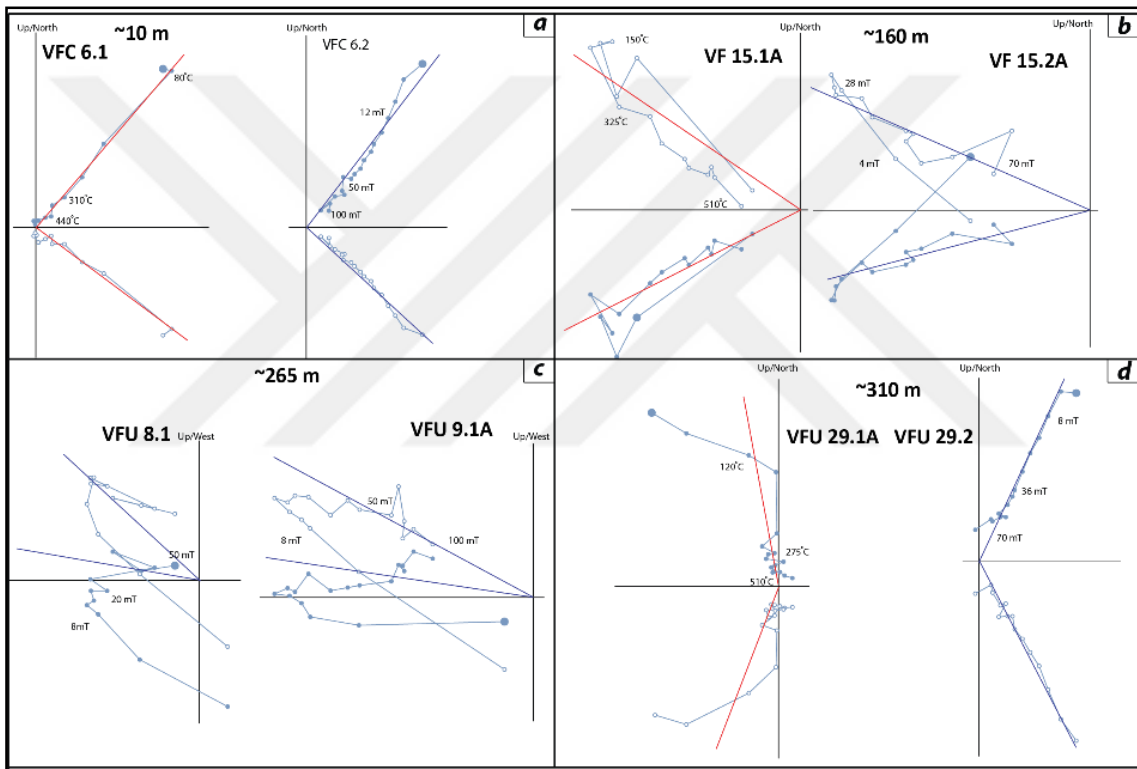 Up/North
~10 m
VFC 6.1
80°C
310°C
440°C
Up/North
VFC 6.2
12 mT
50 mT
100 mT
a
Up/North
~160 m
b
150°C
VF 15.1A
325°C
510°C
Up/North
VF 15.2A
28 mT
4 mT
70 mT
~265 m
c
VFU 8.1
Up/West
50 mT
20 mT
8mT
VFU 9.1A
Up/West
50 mT
8 mT
100 mT
Up/North
~310 m
d
VFU 29.1A
120°C
275°C
510°C
Up/North
VFU 29.2
8 mT
36 mT
70 mT